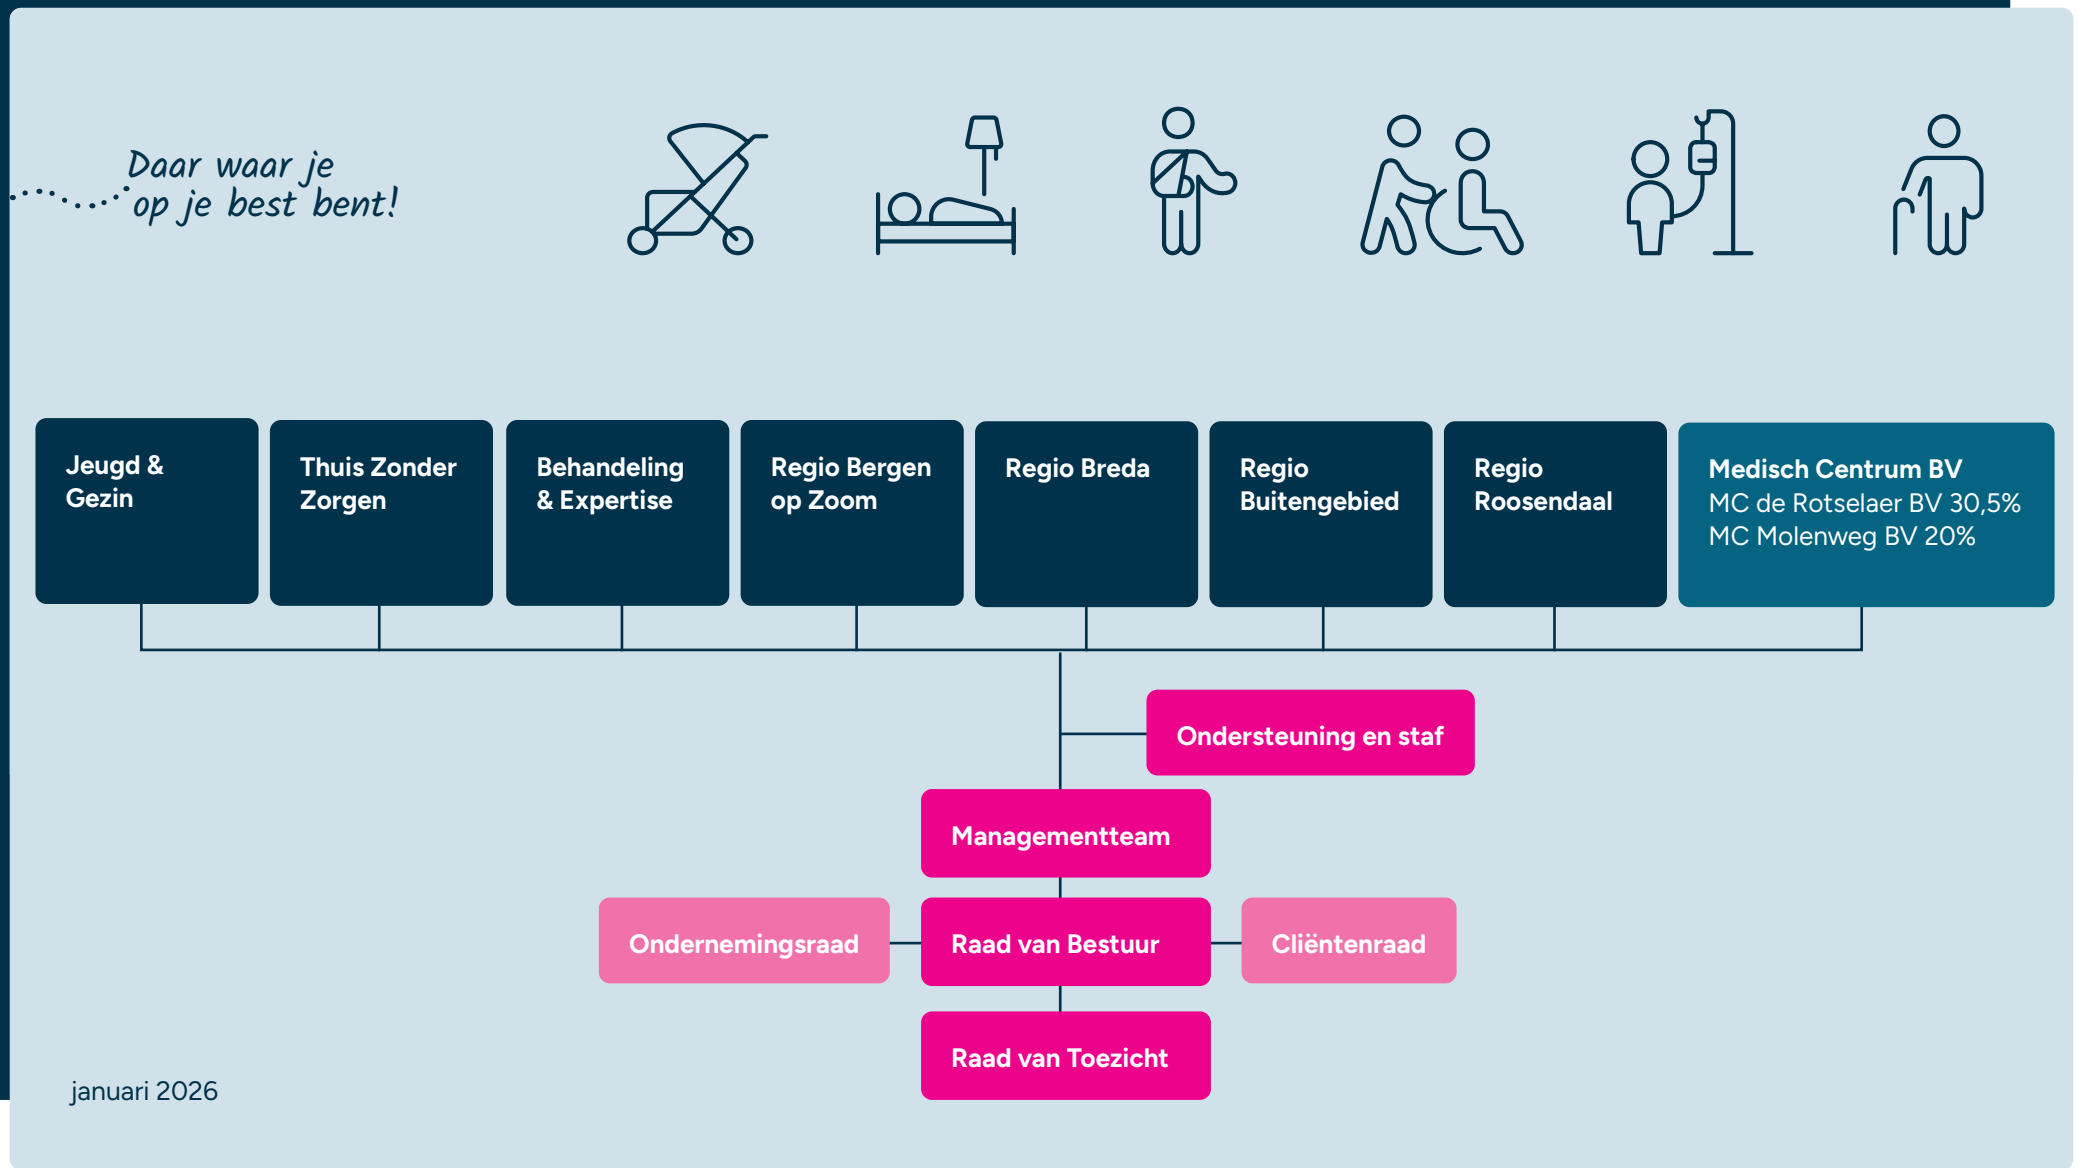 Daar waar je
op je best bent!
Jeugd &
Gezin
Thuis Zonder
Zorgen
Behandeling
& Expertise
Regio Bergen
op Zoom
Regio Breda
Regio
Buitengebied
Regio
Roosendaal
Medisch Centrum BV
MC de Rotselaer BV 30,5%
MC Molenweg BV 20%
Ondersteuning en staf
Managementteam
Ondernemingsraad
Raad van Bestuur
Cliëntenraad
Raad van Toezicht
januari 2026